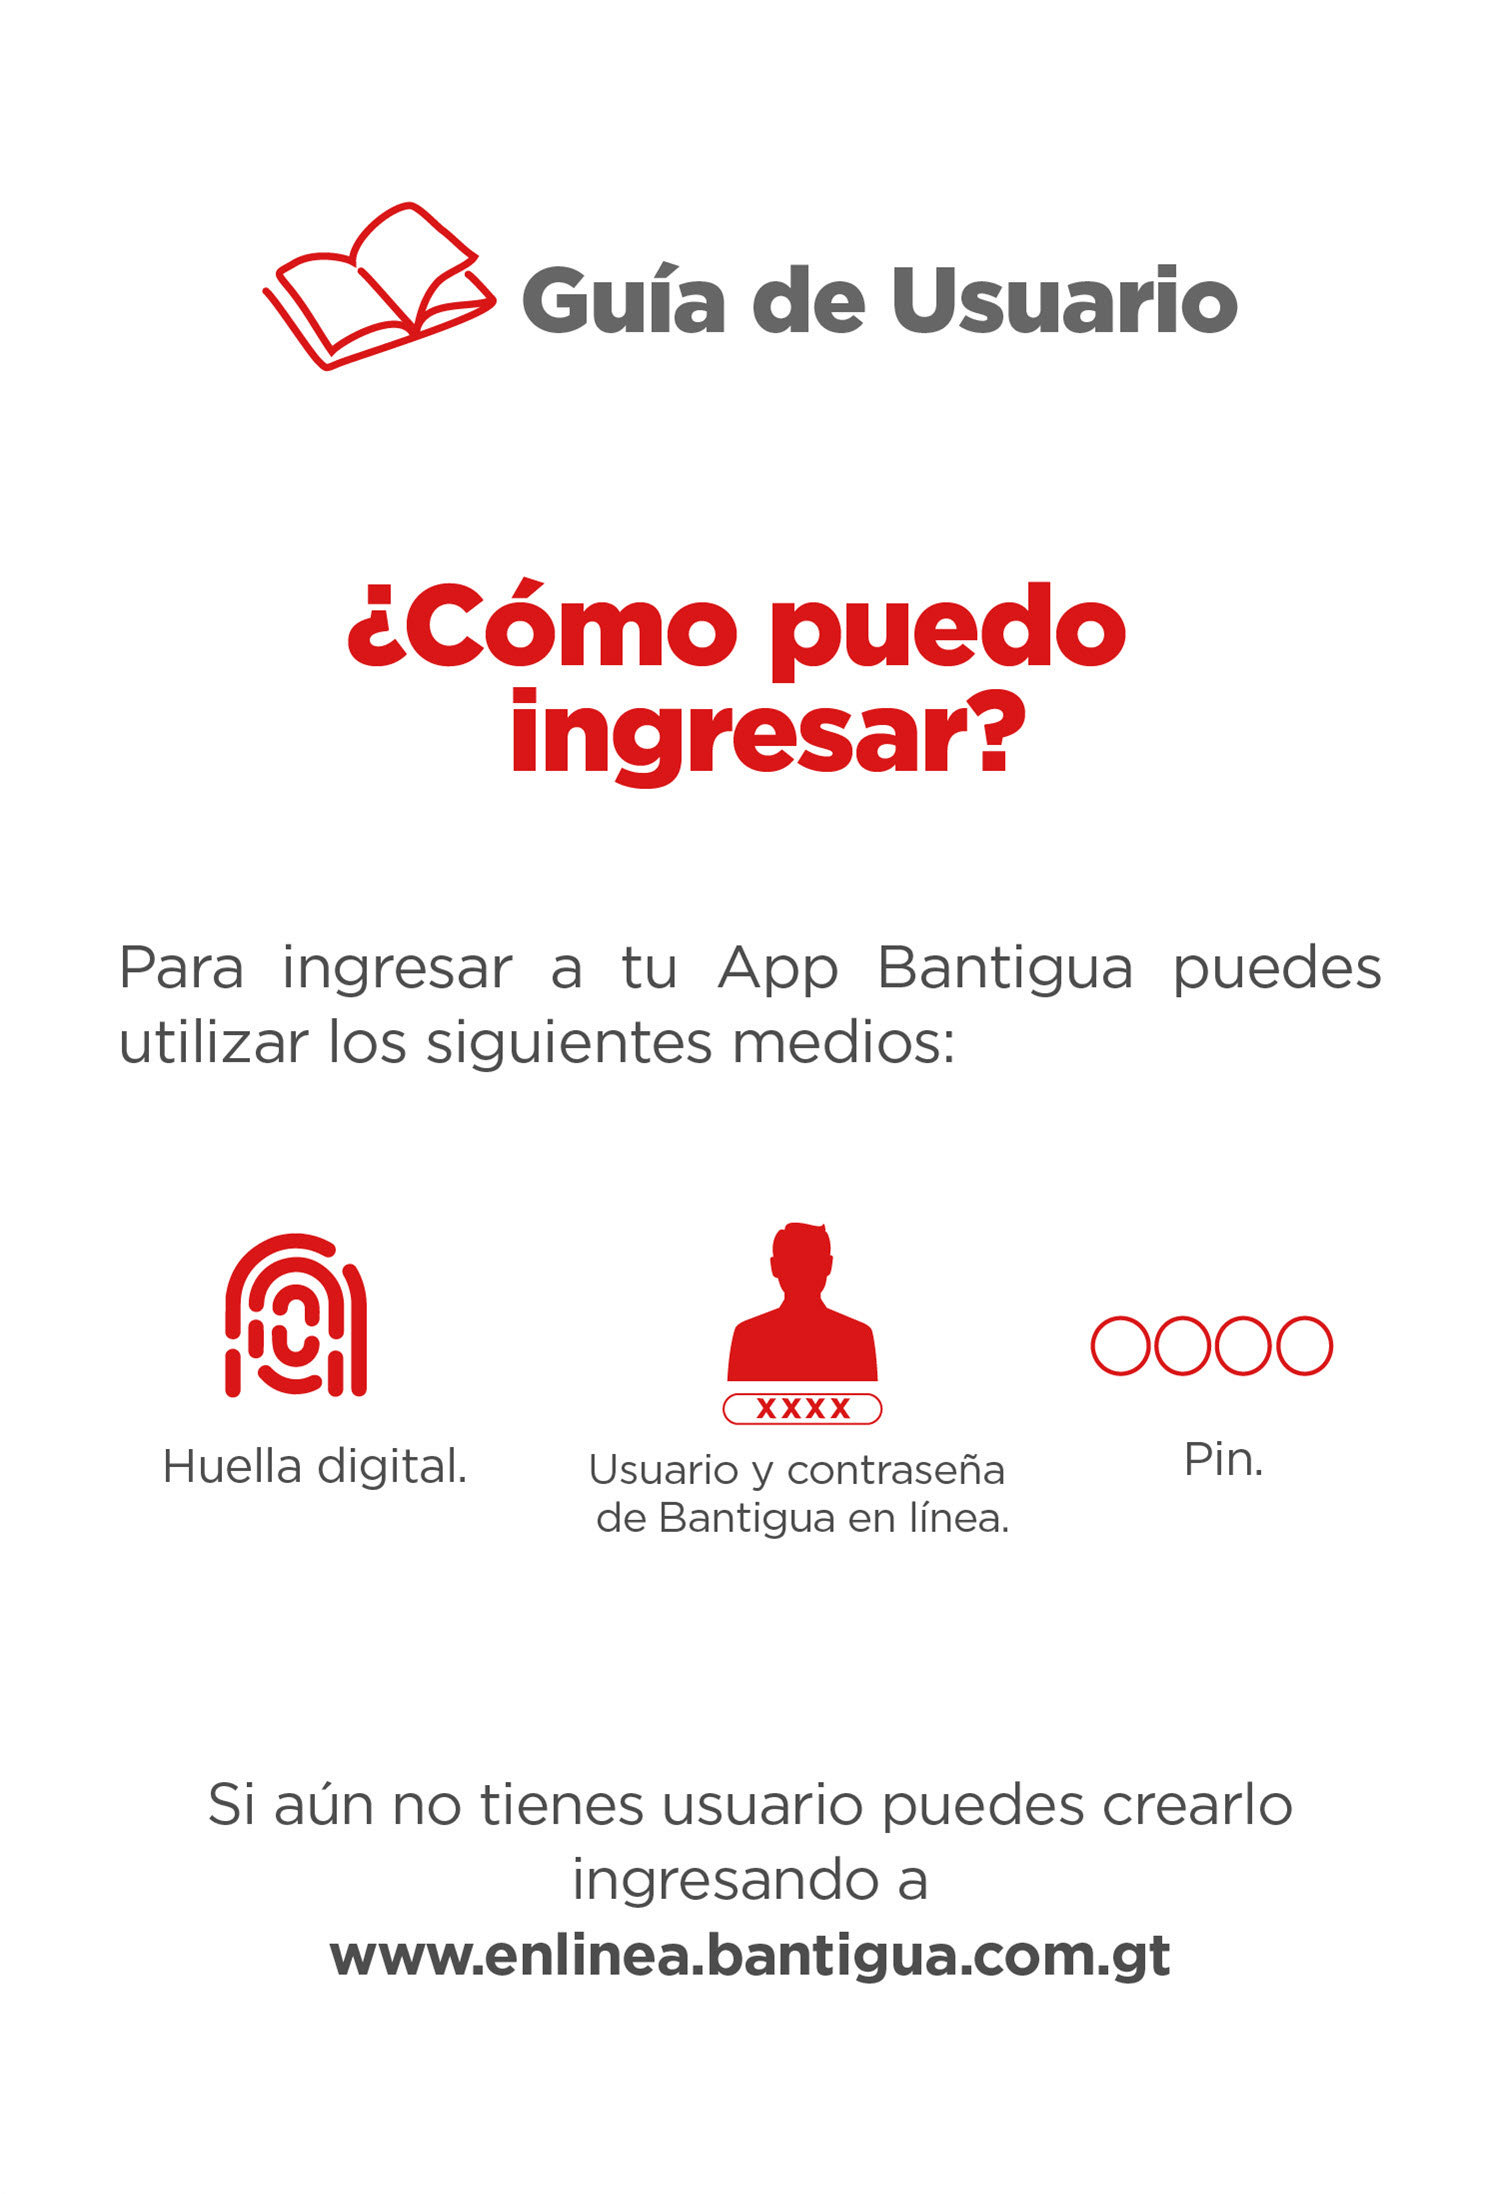 Guía de Usuario
¿Cómo puedo
ingresar?
Para ingresar a tu App Bantigua puedes
utilizar los siguientes medios:
xxxx
Huella digital.
Usuario y contraseña
de Bantigua en línea.
Pin.
Si aún no tienes usuario puedes crearlo
ingresando a
www.enlinea.bantigua.com.gt